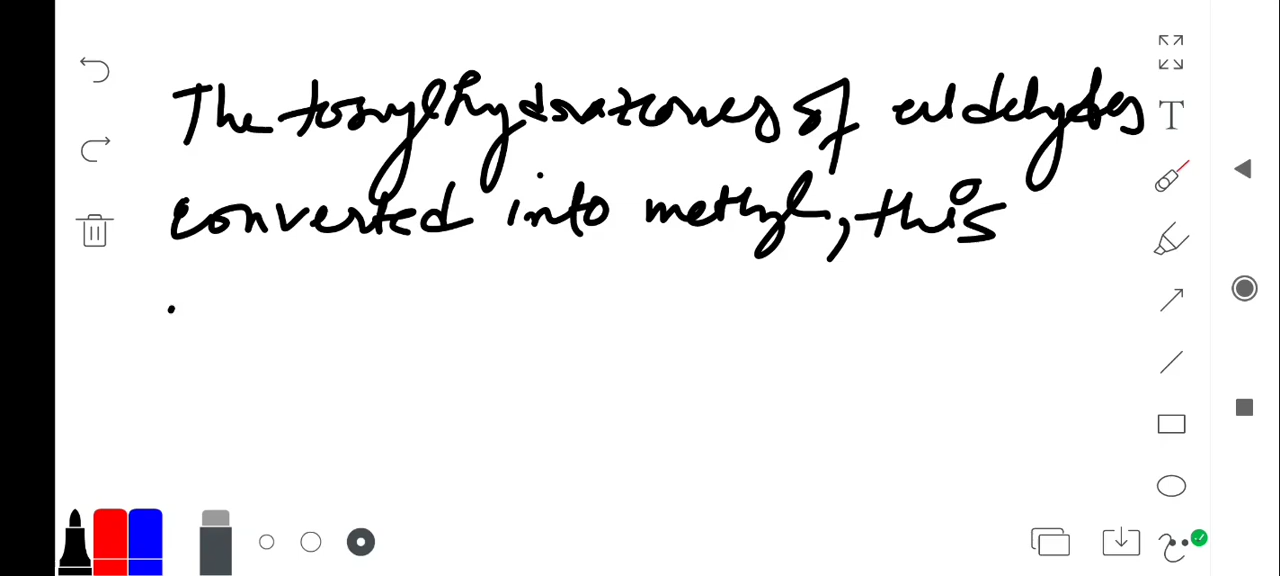 The tosylhydrazones of aldehydes
converted into methyl, this
.